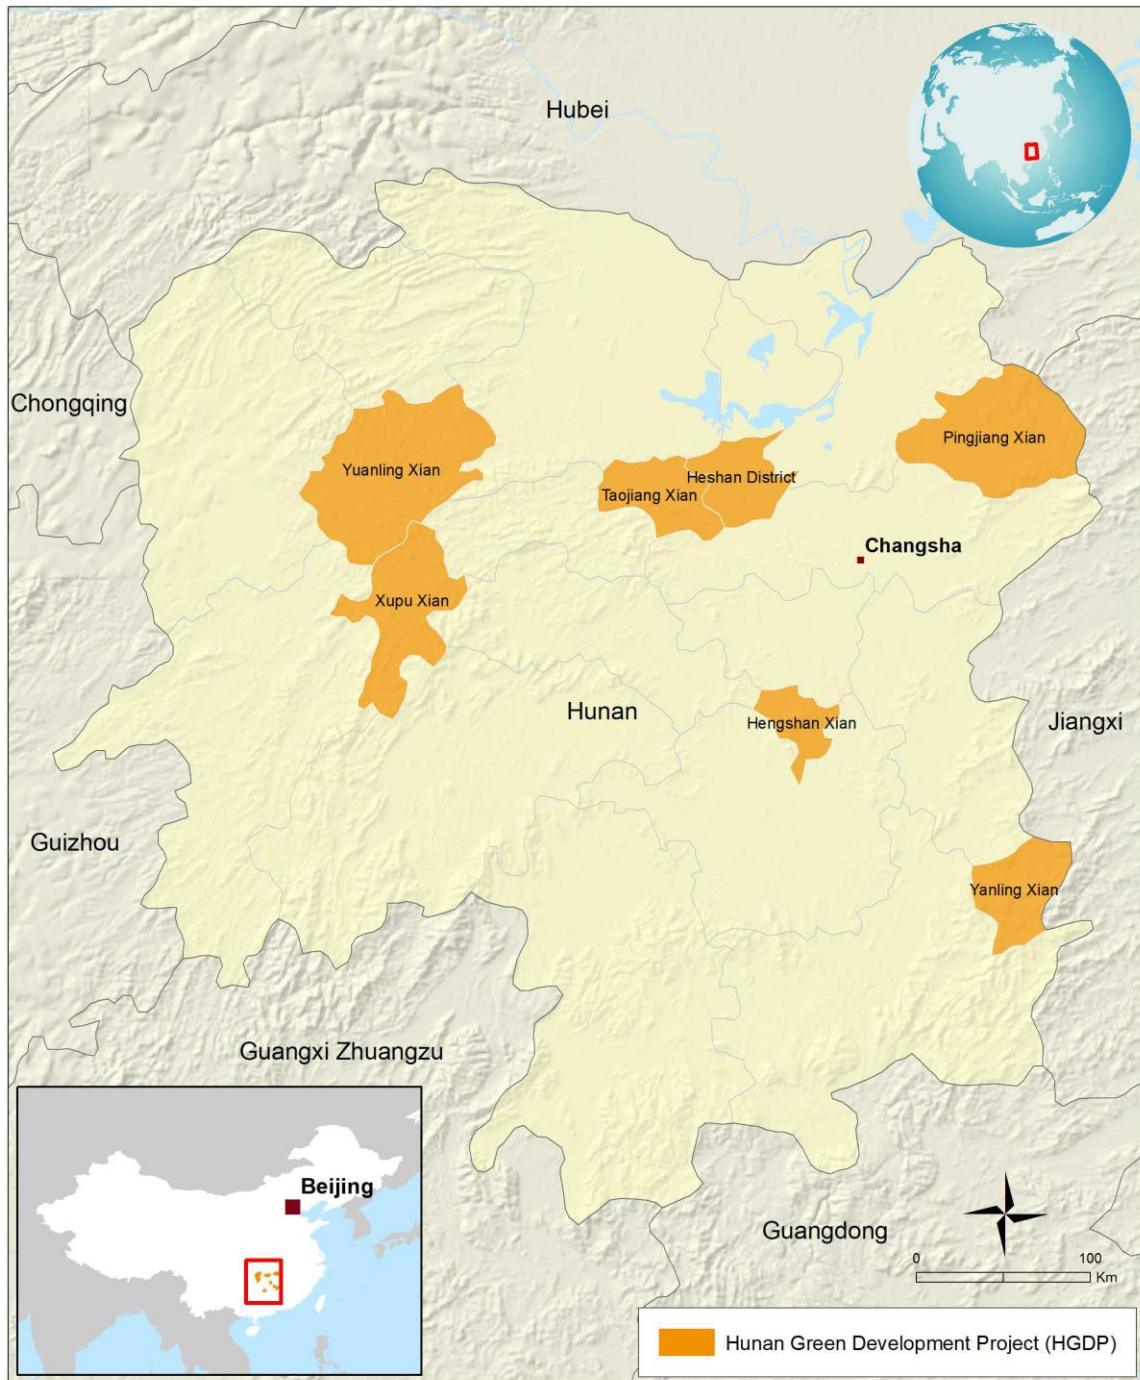 Hubei
Chongqing
Pingjiang Xian
Yuanling Xian
Heshan District
Taojiang Xian
Changsha
Xupu Xian
Hunan
Hengshan Xian
Jiangxi
Guizhou
Yanling Xian
Guangxi Zhuangzu
Beijing
Guangdong
0 100
Km
Hunan Green Development Project (HGDP)